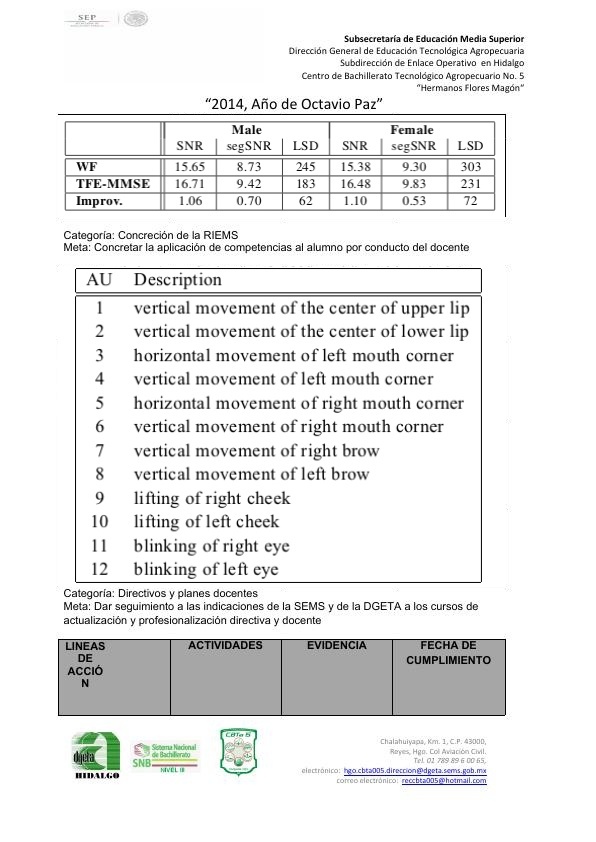 SEP
Subsecretaría de Educación Media Superior
Dirección General de Educación Tecnológica Agropecuaria
Subdirección de Enlace Operativo en Hidalgo
Centro de Bachillerato Tecnológico Agropecuario No. 5
"Hermanos Flores Magón"
"2014, Año de Octavio Paz"
Male Female
SNR segSNR LSD SNR segSNR LSD
WF 15.65 8.73 245 15.38 9.30 303
TFE-MMSE 16.71 9.42 183 16.48 9.83 231
Improv. 1.06 0.70 62 1.10 0.53 72
Categoría: Concreción de la RIEMS
Meta: Concretar la aplicación de competencias al alumno por conducto del docente
AU Description
1 vertical movement of the center of upper lip
2 vertical movement of the center of lower lip
3 horizontal movement of left mouth corner
4 vertical movement of left mouth corner
5 horizontal movement of right mouth corner
6 vertical movement of right mouth corner
7 vertical movement of right brow
8 vertical movement of left brow
9 lifting of right cheek
10 lifting of left cheek
11 blinking of right eye
12 blinking of left eye
Categoría: Directivos y planes docentes
Meta: Dar seguimiento a las indicaciones de la SEMS y de la DGETA a los cursos de
actualización y profesionalización directiva y docente
LINEAS ACTIVIDADES EVIDENCIA FECHA DE
DE CUMPLIMIENTO
ACCIÓ
N
dgeta
HIDALGO
Sistema Nacional
de Bachillerato
SNB
NIVEL III
CBTa 5
Chalahuiyapa, Km. 1, C.P. 43000,
Reyes, Hgo. Col Aviación Civil.
Tel. 01 789 89 6 00 65,
electrónico: hgo.cbta005.direccion@dgeta.sems.gob.mx
correo electrónico: reccbta005@hotmail.com